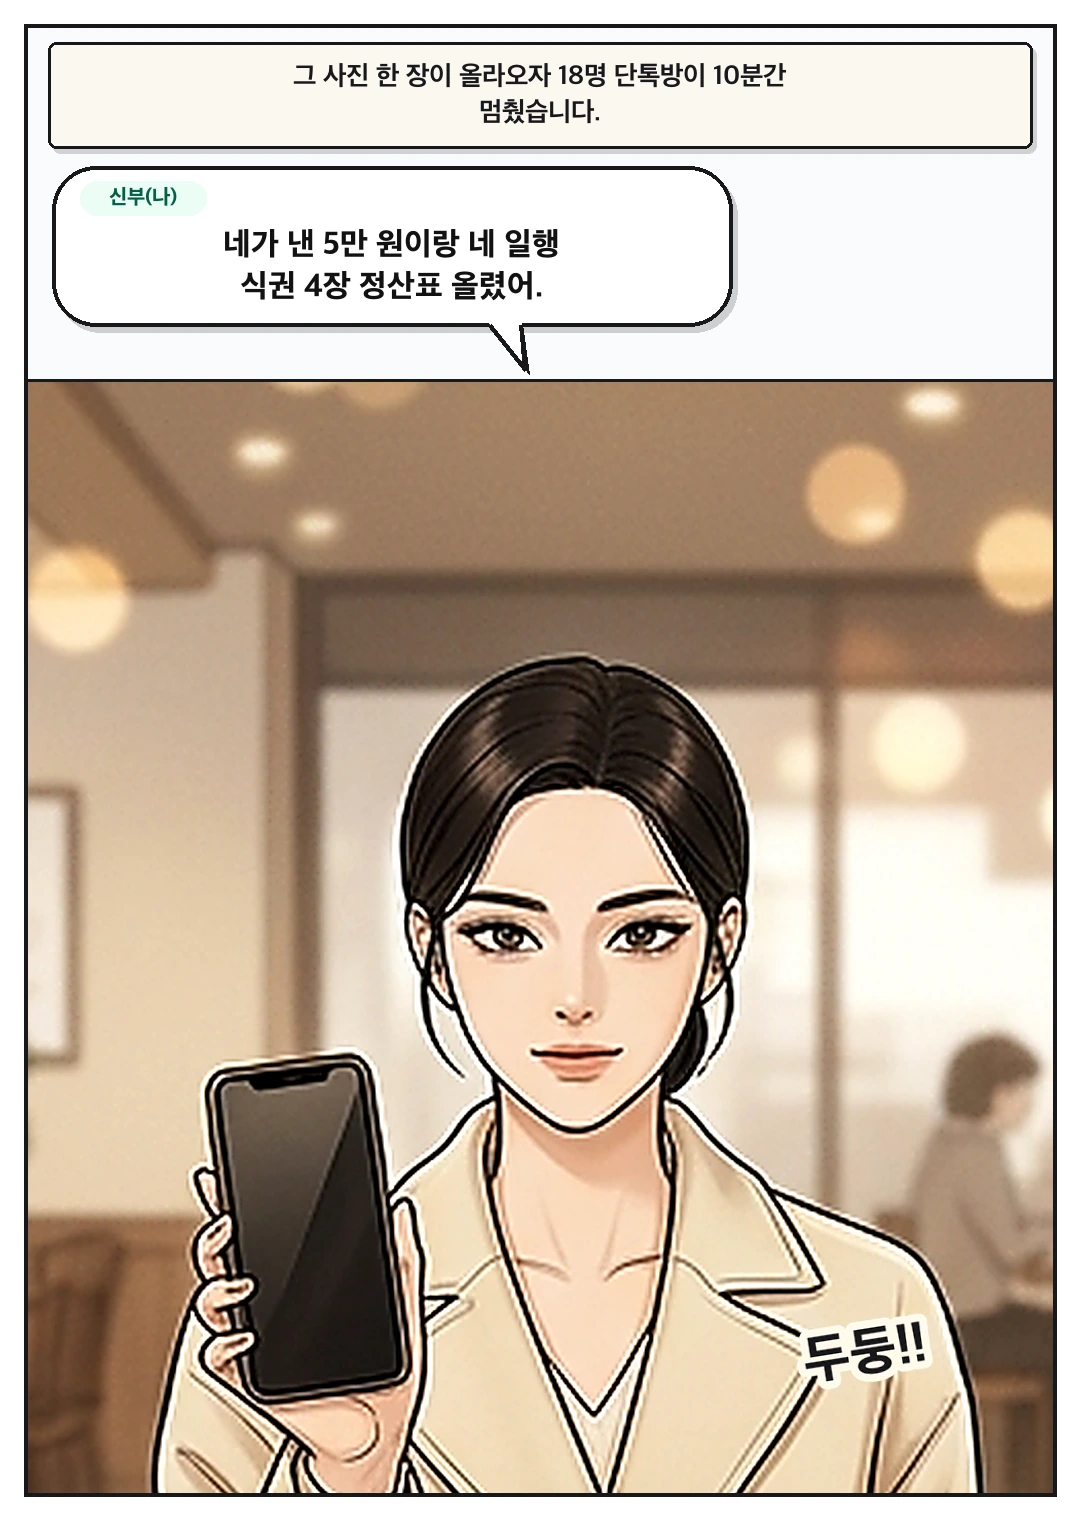 그 사진 한 장이 올라오자 18명 단톡방이 10분간
멈췄습니다.
신부(나)
네가 낸 5만 원이랑 네 일행
식권 4장 정산표 올렸어.
두둥!!